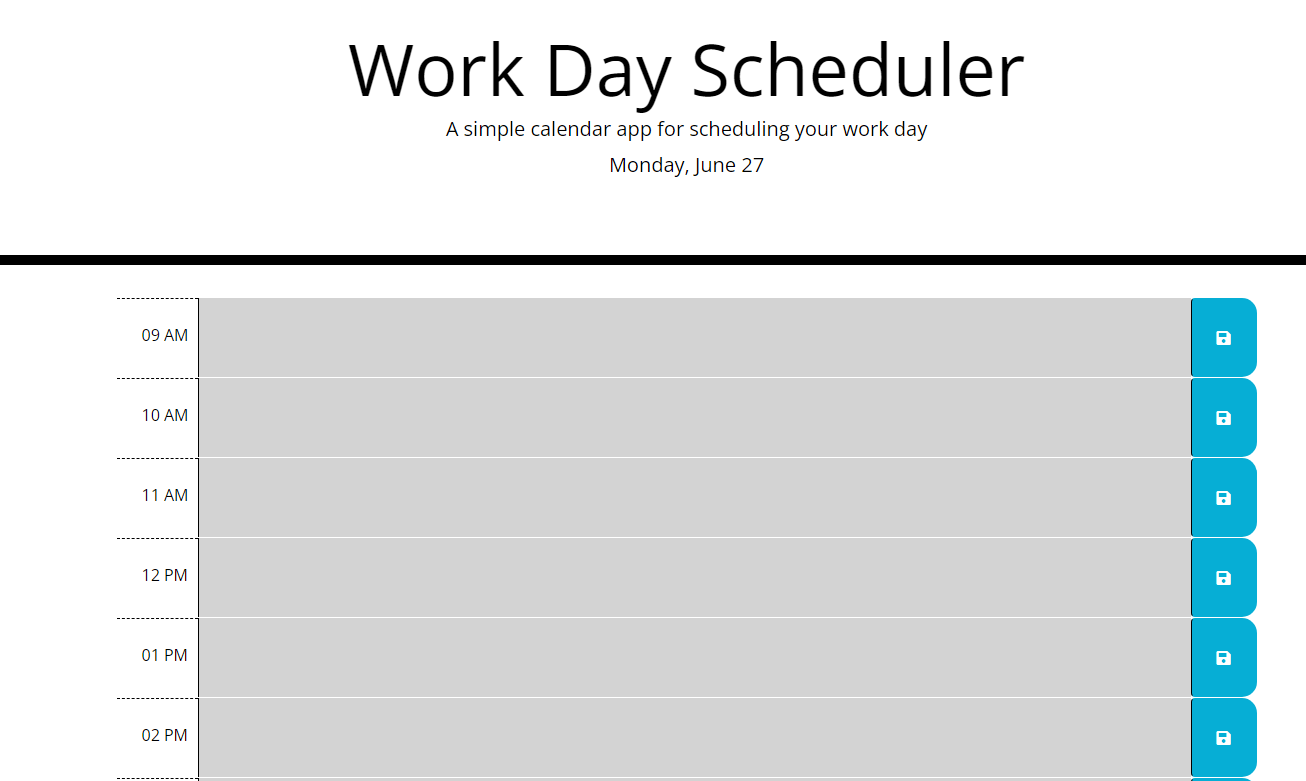 Work Day Scheduler
A simple calendar app for scheduling your work day
Monday, June 27
09 AM
10 AM
11 AM
12 PM
01 PM
02 PM